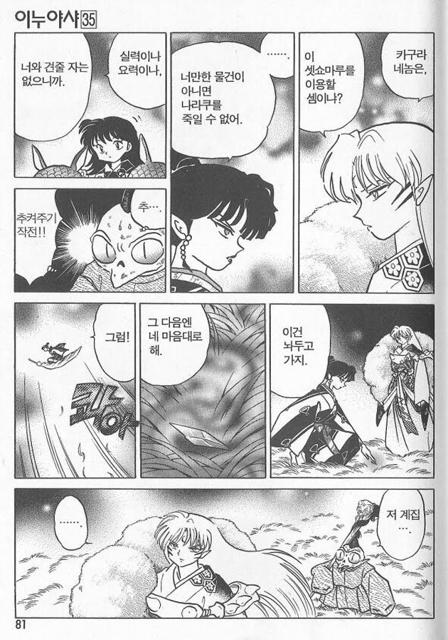 이누야샤 35
카구라
네놈은,
이
셋쇼마루를
이용할
셈이냐?
…….
너만한 물건이
아니면
나라쿠를
죽일 수 없어.
실력이나
요력이나,
너와 견줄 자는
없으니까.
추….
추켜주기
작전!!
이건
놔두고
가지.
그 다음엔
네 마음대로
해.
그럼!
저 계집
….
…….
81